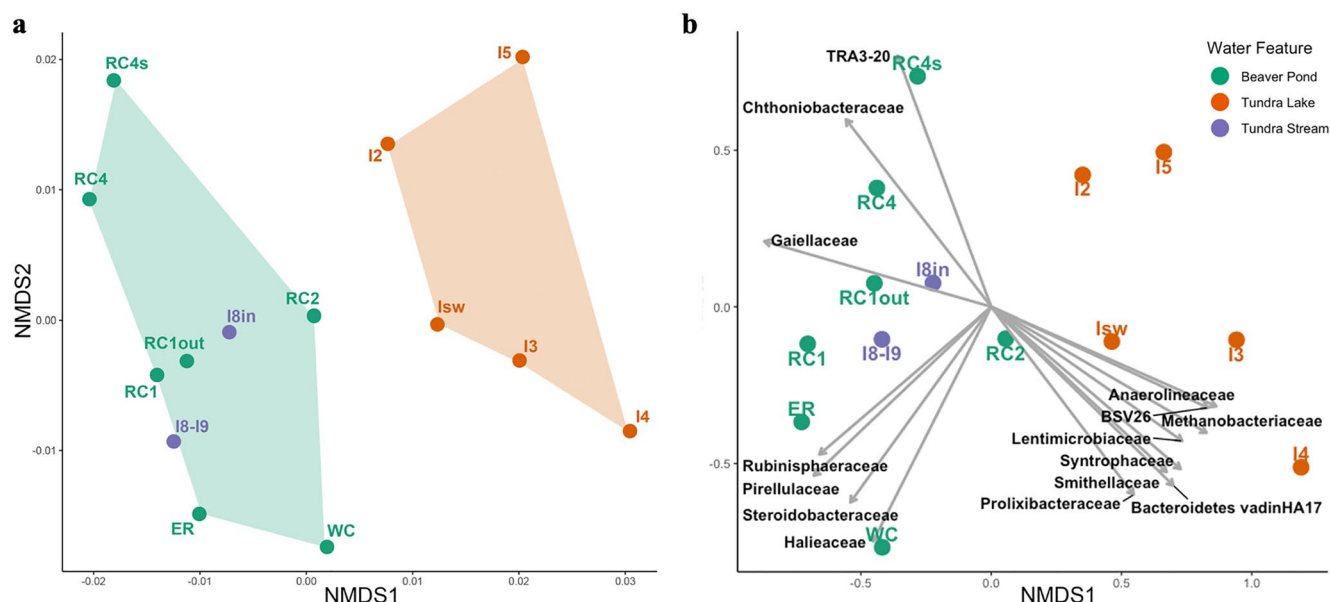 a
RC4s
RC4
I8in
RC2
RC1out
RC1
I8-I9
ER
WC
I5
I2
Isw
I3
I4
0.02
0.01
0.00
-0.01
NMDS2
-0.02
-0.01
0.00
0.01
0.02
0.03
NMDS1
b
Water Feature
Beaver Pond
Tundra Lake
Tundra Stream
TRA3-20
RC4s
Chthoniobacteraceae
I5
I2
RC4
Gaiellaceae
I8in
RC1out
Isw
RC1
I8-I9
RC2
I3
Anaerolineaceae
ER
BSV26
Methanobacteriaceae
Lentimicrobiaceae
I4
Rubinisphaeraceae
Syntrophaceae
Pirellulaceae
Smithellaceae
Prolixibacteraceae
Bacteroidetes vadinHA17
Steroidobacteraceae
WC
Halieaceae
0.5
0.0
-0.5
-0.5
0.0
0.5
1.0
NMDS1